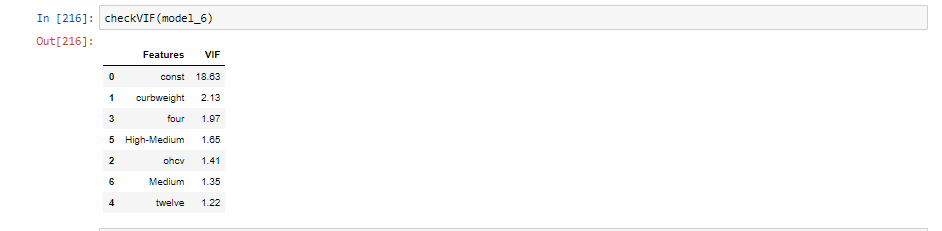 In [216]: checkVIF(model_6)
Out[216]:
Features VIF
0 const 18.63
1 curbweight 2.13
3 four 1.97
5 High-Medium 1.65
2 ohcv 1.41
6 Medium 1.35
4 twelve 1.22